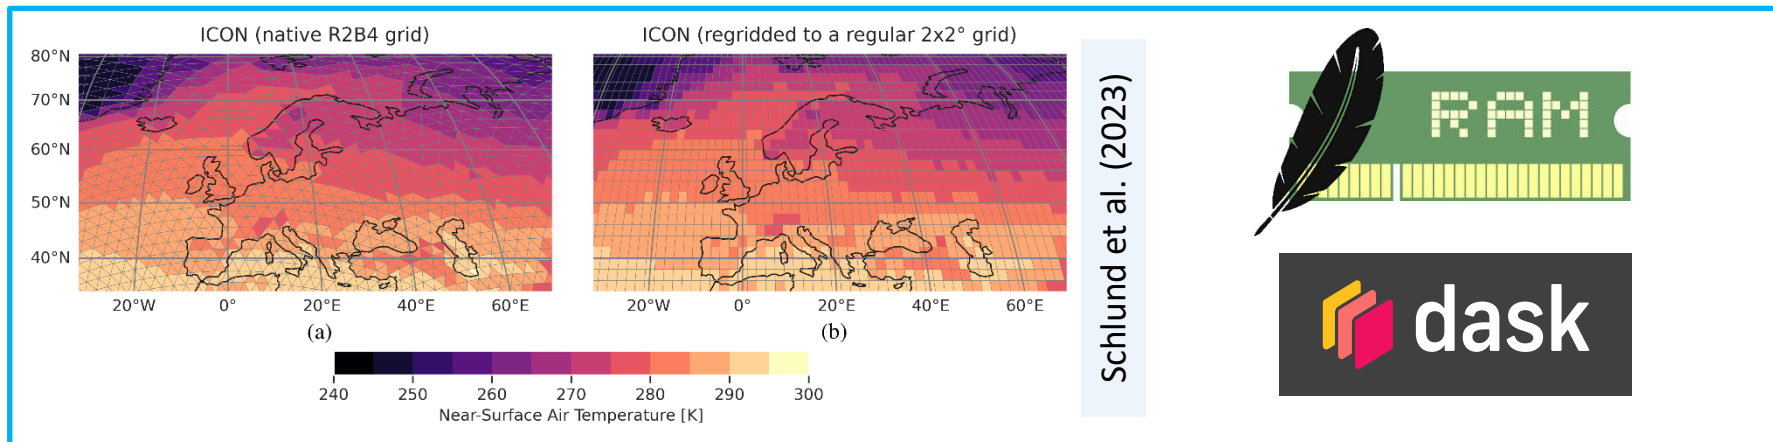 ICON (native R2B4 grid)
80°N
70°N
60°N
50°N
40°N
20°W 0° 20°E 40°E 60°E
(a)
ICON (regridded to a regular 2x2° grid)
20°W 0° 20°E 40°E 60°E
(b)
240 250 260 270 280 290 300
Near-Surface Air Temperature [K]
Schlund et al. (2023)
RAM
dask